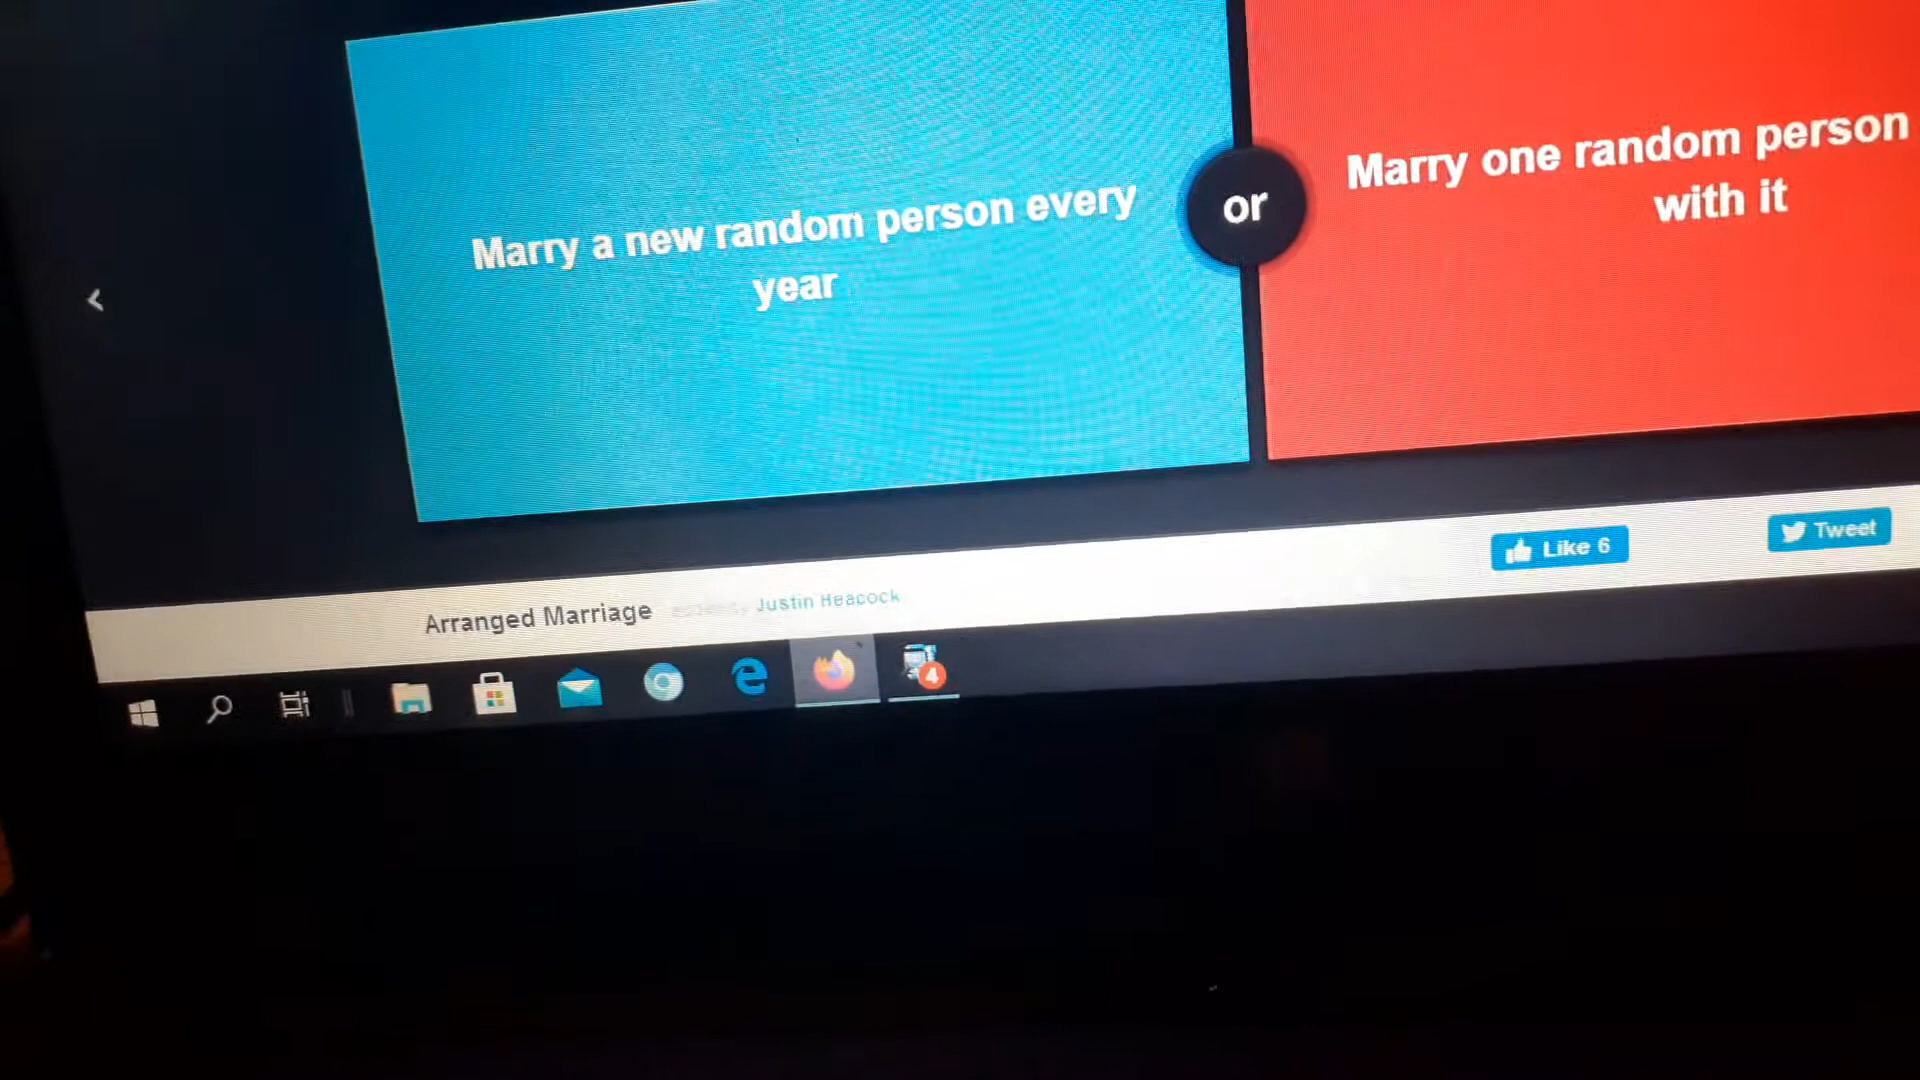 Marry a new random person every
year
or
Marry one random person
with it
Like 6
Tweet
Arranged Marriage Justin Heacock
4